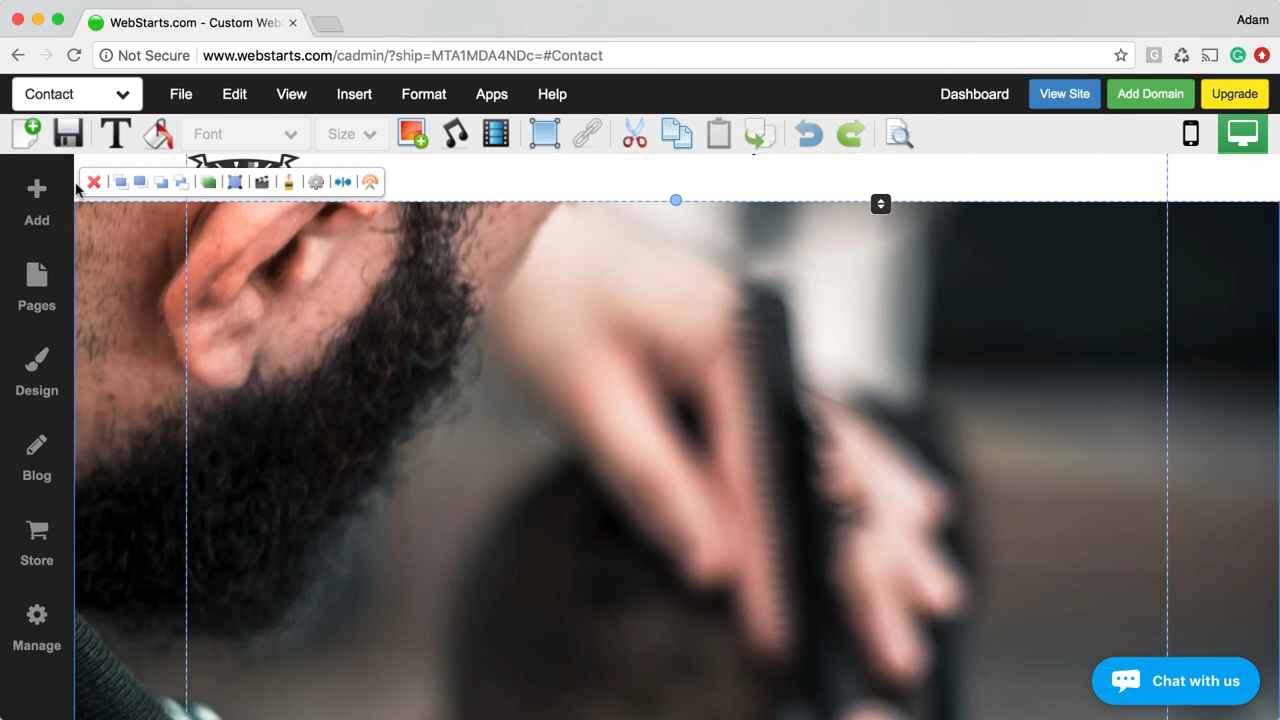 WebStarts.com - Custom Web
Adam
Not Secure www.webstarts.com/cadmin/?ship=MTA1MDA4NDc=#Contact
Contact File Edit View Insert Format Apps Help Dashboard View Site Add Domain Upgrade
Font Size
Add
Pages
Design
Blog
Store
Manage
Chat with us